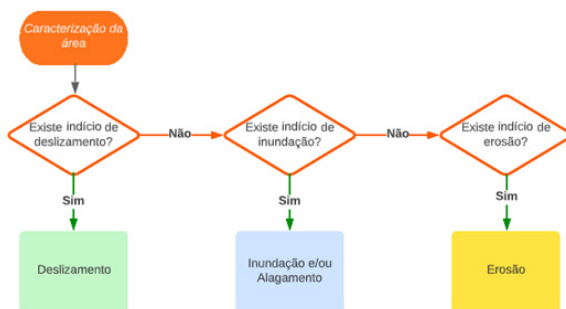 Caracterização da
área
Existe indício de
deslizamento?
Não
Existe indício de
inundação?
Não
Existe indício de
erosão?
Sim
Sim
Sim
Deslizamento
Inundação e/ou
Alagamento
Erosão